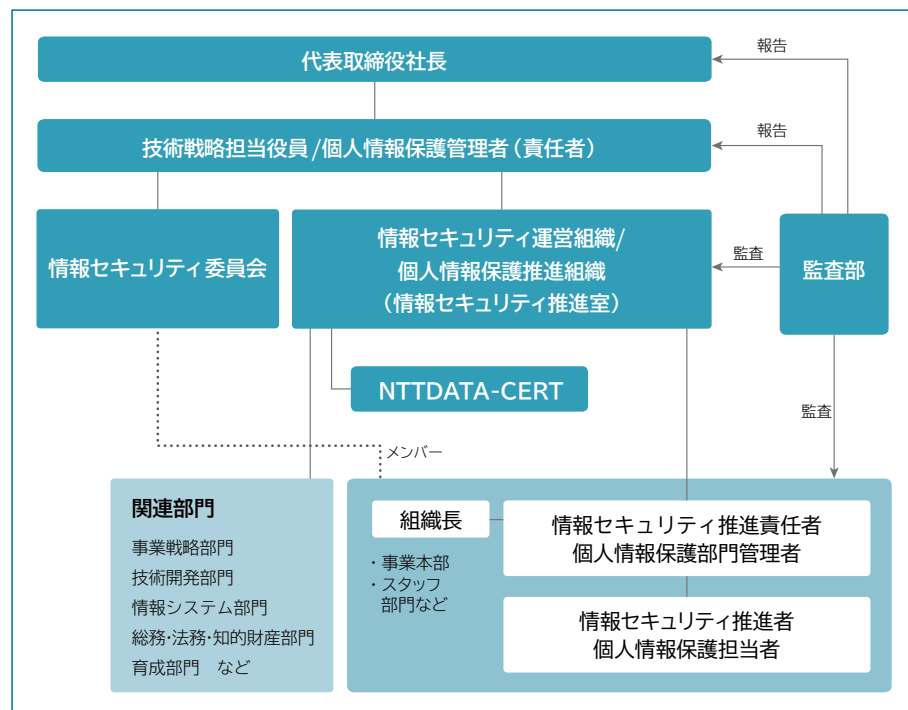 代表取締役社長
報告
技術戦略担当役員/個人情報保護管理者(責任者)
報告
情報セキュリティ委員会
情報セキュリティ運営組織/
個人情報保護推進組織
(情報セキュリティ推進室)
監査
監査部
NTTDATA-CERT
監査
メンバー
関連部門
事業戦略部門
技術開発部門
情報システム部門
総務・法務・知的財産部門
育成部門 など
組織長
・事業本部
・スタッフ
部門など
情報セキュリティ推進責任者
個人情報保護部門管理者
情報セキュリティ推進者
個人情報保護担当者